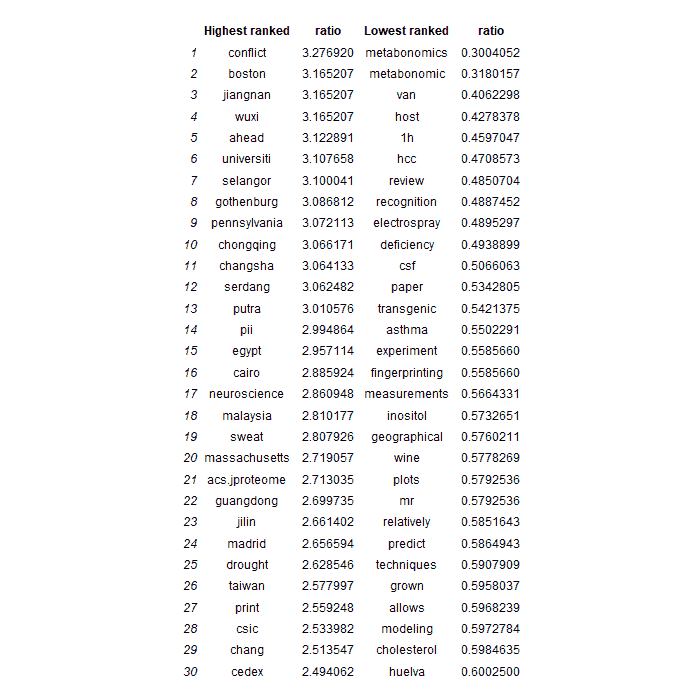 Highest ranked ratio Lowest ranked ratio
1 conflict 3.276920 metabonomics 0.3004052
2 boston 3.165207 metabonomic 0.3180157
3 jiangnan 3.165207 van 0.4062298
4 wuxi 3.165207 host 0.4278378
5 ahead 3.122891 1h 0.4597047
6 universiti 3.107658 hcc 0.4708573
7 selangor 3.100041 review 0.4850704
8 gothenburg 3.086812 recognition 0.4887452
9 pennsylvania 3.072113 electrospray 0.4895297
10 chongqing 3.066171 deficiency 0.4938899
11 changsha 3.064133 csf 0.5066063
12 serdang 3.062482 paper 0.5342805
13 putra 3.010576 transgenic 0.5421375
14 pii 2.994864 asthma 0.5502291
15 egypt 2.957114 experiment 0.5585660
16 cairo 2.885924 fingerprinting 0.5585660
17 neuroscience 2.860948 measurements 0.5664331
18 malaysia 2.810177 inositol 0.5732651
19 sweat 2.807926 geographical 0.5760211
20 massachusetts 2.719057 wine 0.5778269
21 acs.jproteome 2.713035 plots 0.5792536
22 guangdong 2.699735 mr 0.5792536
23 jilin 2.661402 relatively 0.5851643
24 madrid 2.656594 predict 0.5864943
25 drought 2.628546 techniques 0.5907909
26 taiwan 2.577997 grown 0.5958037
27 print 2.559248 allows 0.5968239
28 csic 2.533982 modeling 0.5972784
29 chang 2.513547 cholesterol 0.5984635
30 cedex 2.494062 huelva 0.6002500